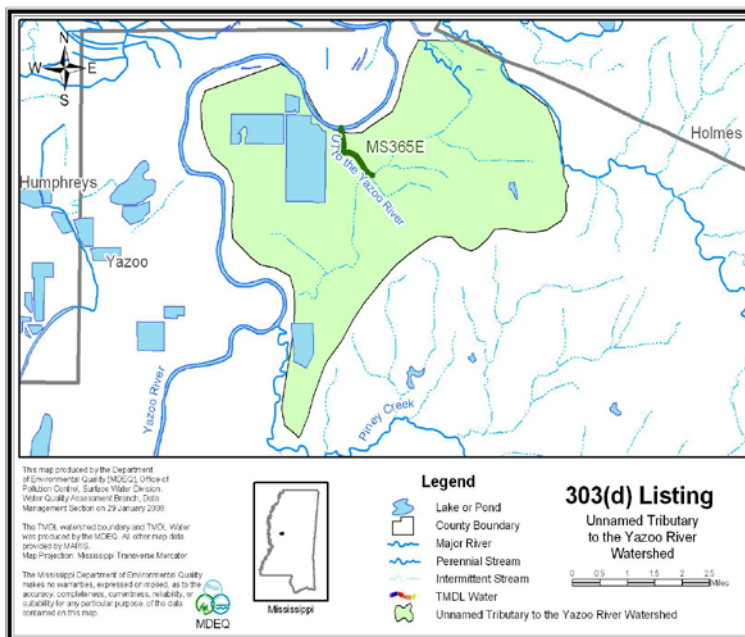 N
W E
S
MS365E
UT to the Yazoo River
Holmes
Humphreys
Yazoo
Yazoo River
Piney Creek
This map produced by the Department
of Environmental Quality (MDEQ), Office of
Pollution Control, Surface Water Division,
Water Quality Assessment Branch, Data
Management Section on 29 January 2008.
The TMDL watershed boundary and TMDL Water
was produced by the MDEQ. All other map data
provided by MARIS.
Map Projection: Mississippi Transverse Mercator
The Mississippi Department of Environmental Quality
makes no warranties, expressed or implied, as to the
accuracy, completeness, currentness, reliability, or
suitability for any particular purpose, of the data
contained on this map.
MDEQ
Mississippi
Legend
Lake or Pond
County Boundary
Major River
Perennial Stream
Intermittent Stream
TMDL Water
Unnamed Tributary to the Yazoo River Watershed
303(d) Listing
Unnamed Tributary
to the Yazoo River
Watershed
0 0.5 1 1.5 2 2.5
Miles